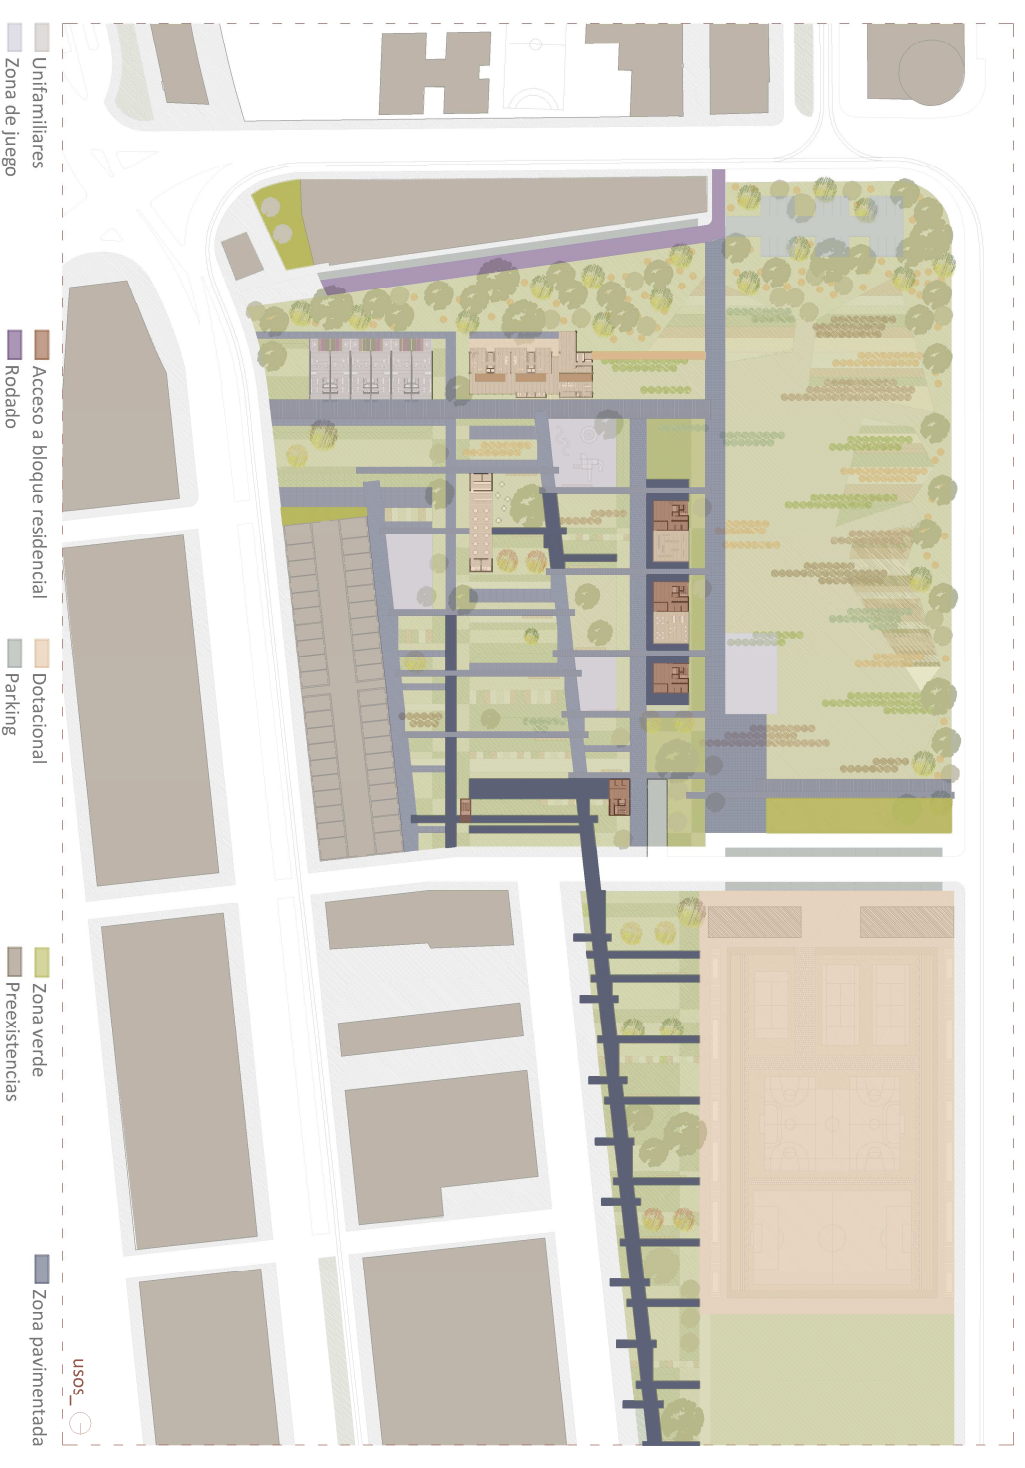 usos_
Unifamiliares
Acceso a bloque residencial
Dotacional
Zona verde
Zona pavimentada
Zona de juego
Rodado
Parking
Preexistencias